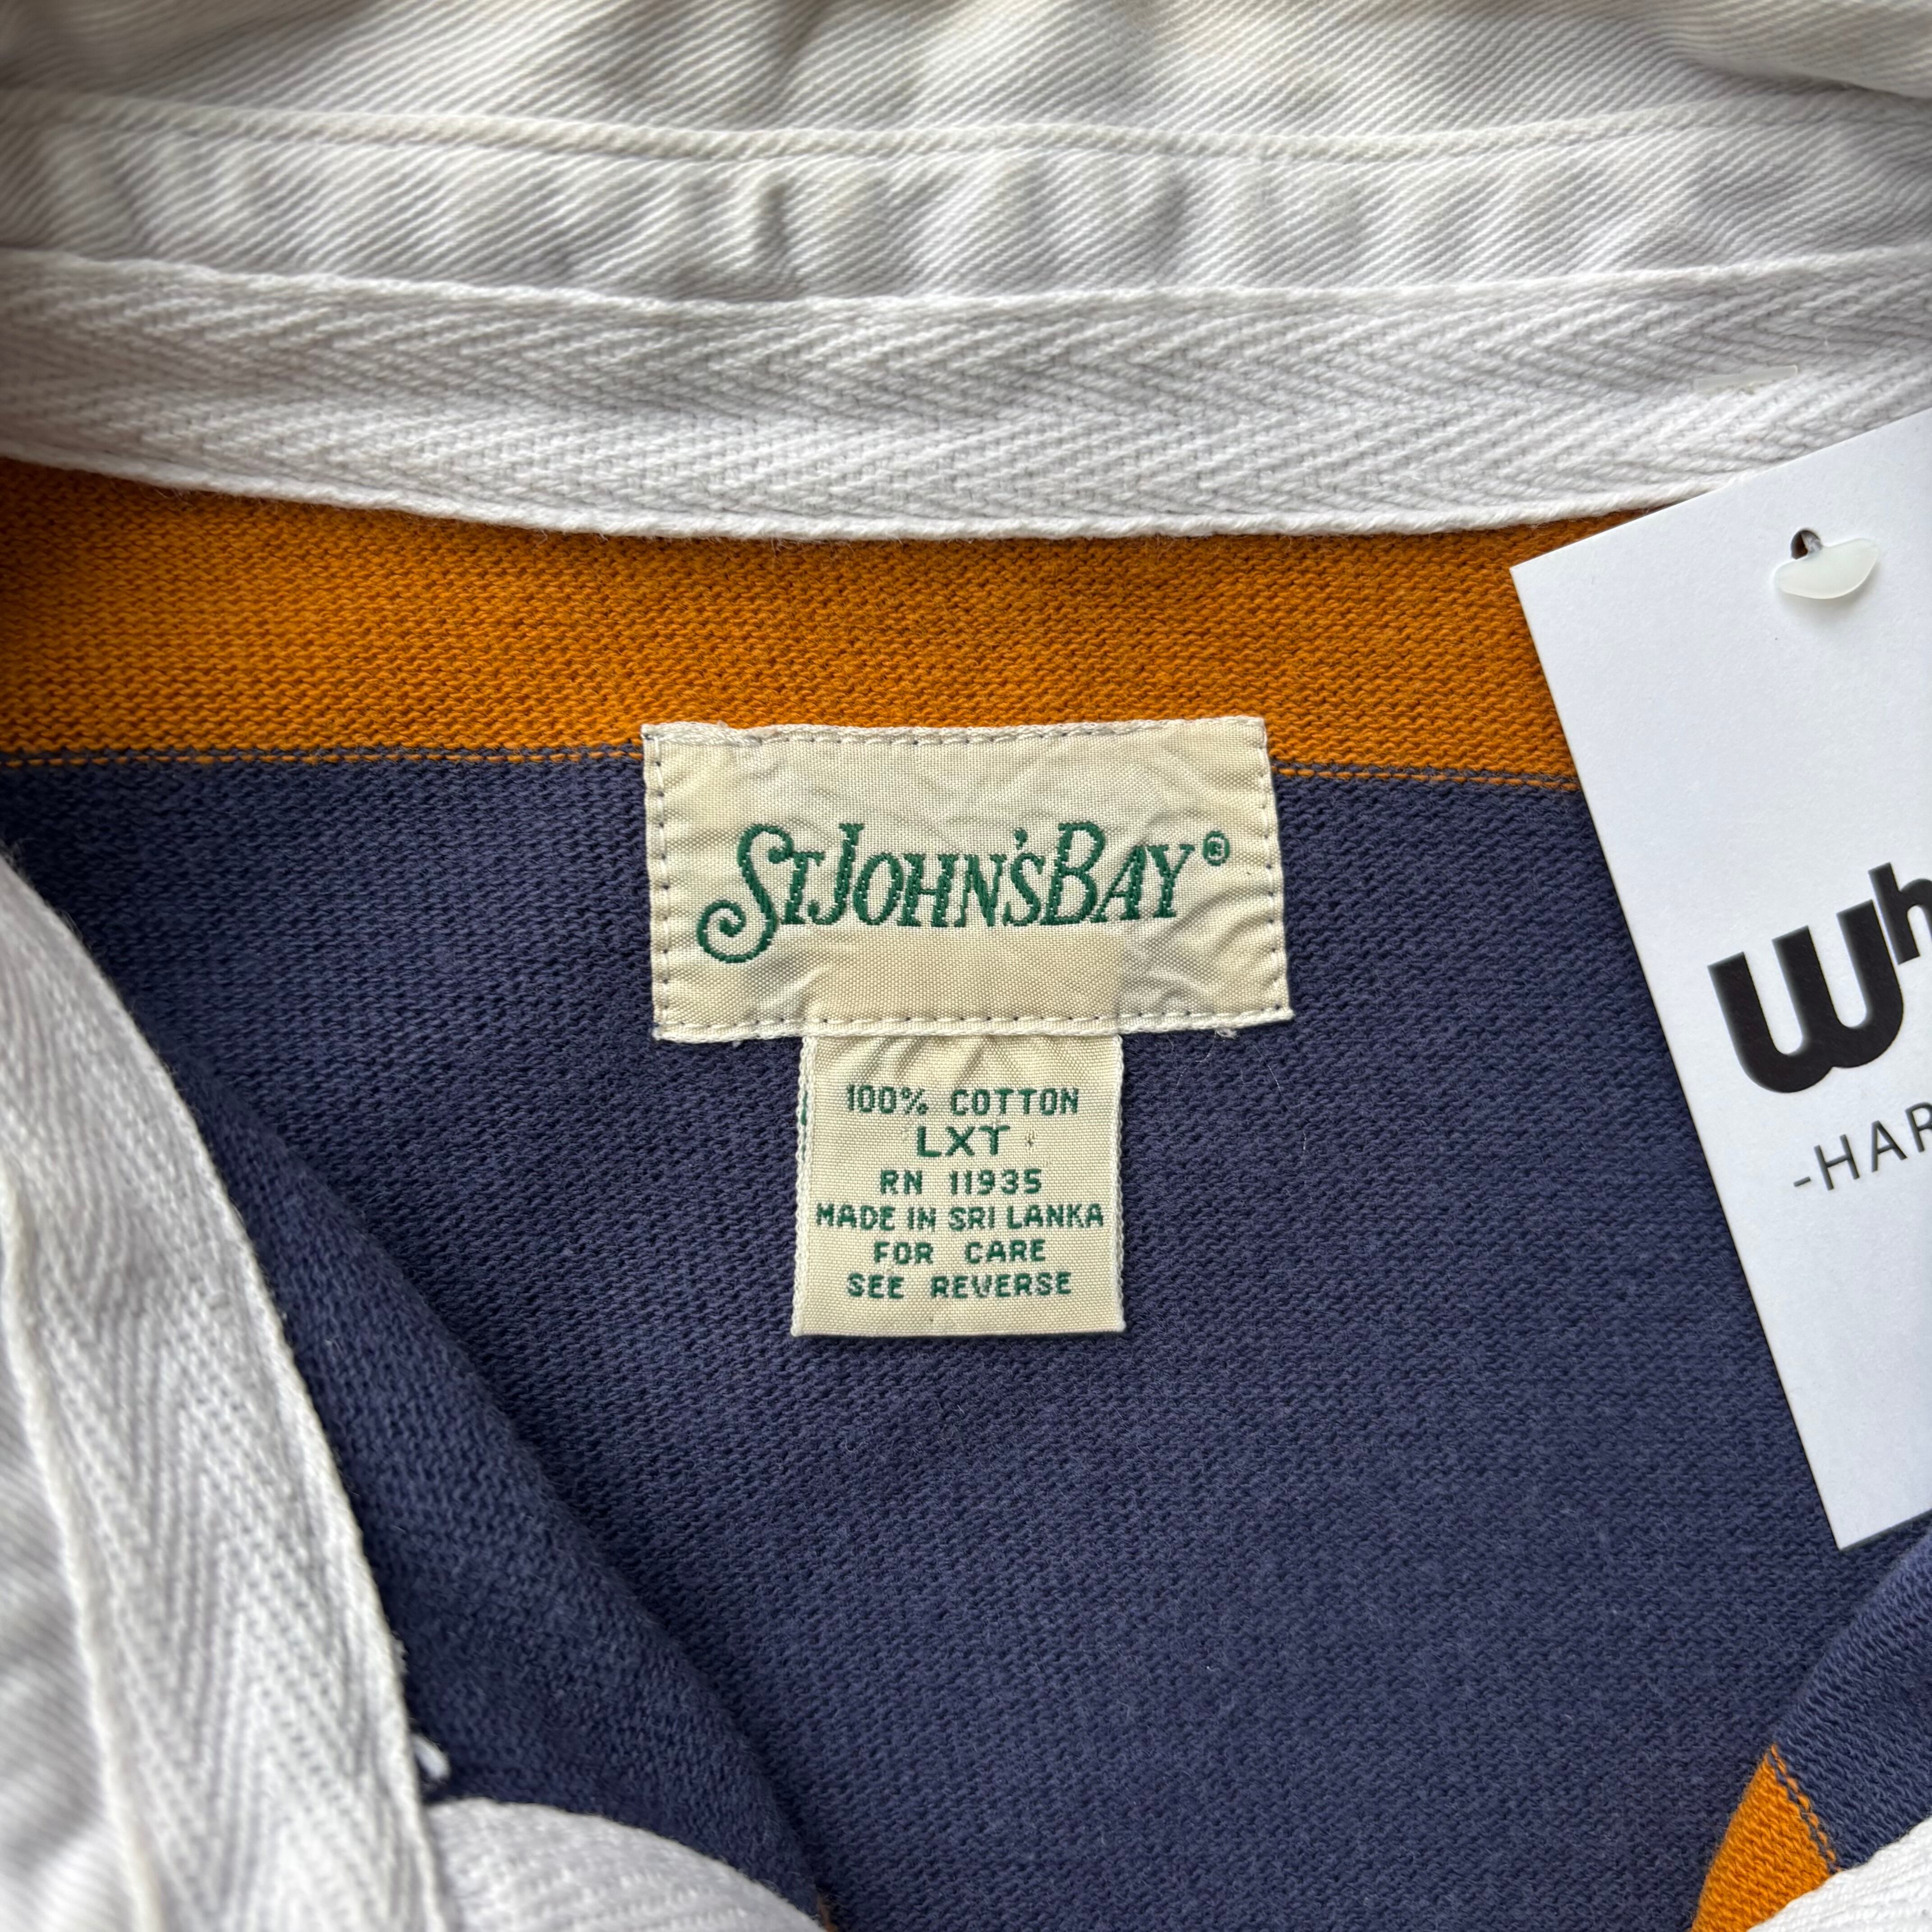 St John's Bay®
100% COTTON
LXT
RN 11935
MADE IN SRI LANKA
FOR CARE
SEE REVERSE
Wh
-HAR